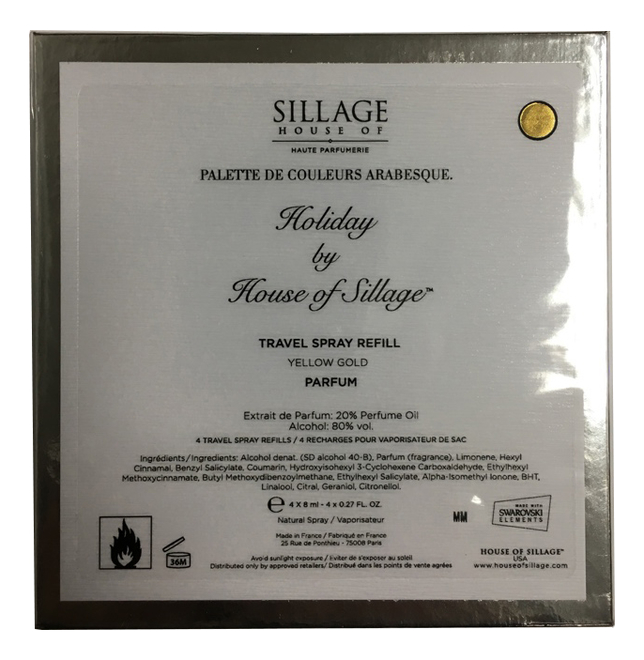 SILLAGE
HOUSE OF
HAUTE PARFUMERIE
PALETTE DE COULEURS ARABESQUE.
Holiday
by
House of Sillage™
TRAVEL SPRAY REFILL
YELLOW GOLD
PARFUM
Extrait de Parfum: 20% Perfume Oil
Alcohol: 80% vol.
4 TRAVEL SPRAY REFILLS / 4 RECHARGES POUR VAPORISATEUR DE SAC
Ingrédients/Ingredients: Alcohol denat. (SD alcohol 40-B), Parfum (fragrance), Limonene, Hexyl
Cinnamal, Benzyl Salicylate, Coumarin, Hydroxyisohexyl 3-Cyclohexene Carboxaldehyde, Ethylhexyl
Methoxycinnamate, Butyl Methoxydibenzoylmethane, Ethylhexyl Salicylate, Alpha-Isomethyl Ionone, BHT,
Linalool, Citral, Geraniol, Citronellol.
℮ 4 X 8 ml - 4 x 0.27 FL. OZ.
Natural Spray / Vaporisateur
MM
MADE WITH
SWAROVSKI
ELEMENTS
Made in France / Fabriqué en France
25 Rue de Ponthieu - 75008 Paris
36M
Avoid sunlight exposure / Eviter de s'exposer au soleil
Distributed only by approved retailers/ Distribué dans les points de vente agrées
HOUSE OF SILLAGE™
USA
www.houseofsillage.com